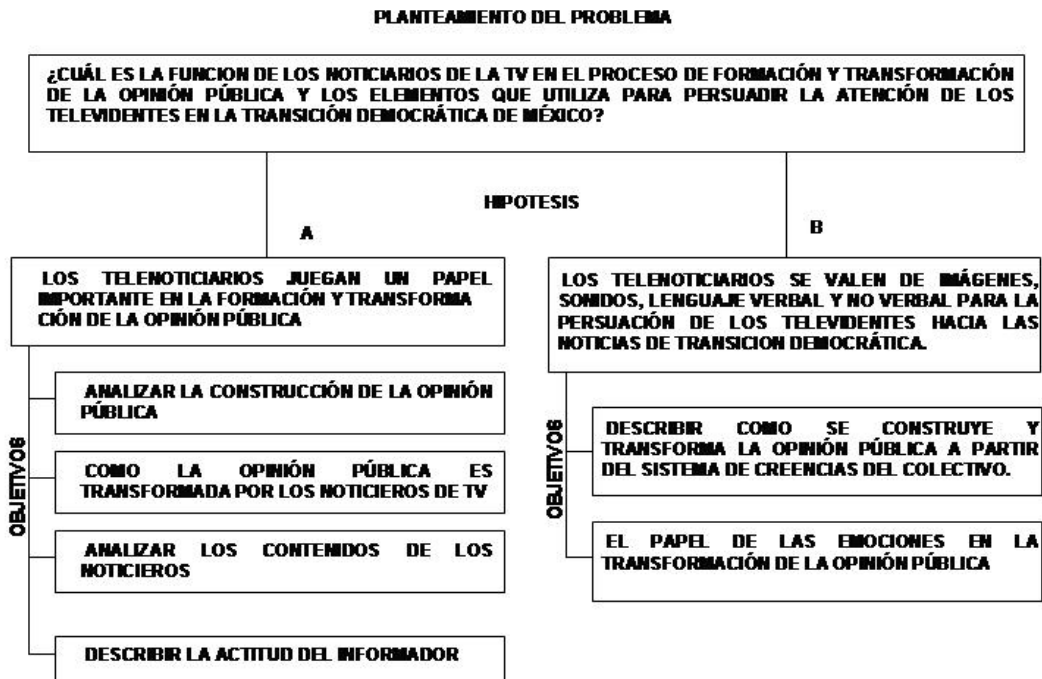 PLANTEAMIENTO DEL PROBLEMA
¿CUÁL ES LA FUNCION DE LOS NOTICIARIOS DE LA TV EN EL PROCESO DE FORMACIÓN Y TRANSFORMACIÓN
DE LA OPINIÓN PÚBLICA Y LOS ELEMENTOS QUE UTILIZA PARA PERSUADIR LA ATENCIÓN DE LOS
TELEVIDENTES EN LA TRANSICIÓN DEMOCRÁTICA DE MÉXICO?
HIPOTESIS
A
LOS TELENOTICIARIOS JUEGAN UN PAPEL
IMPORTANTE EN LA FORMACIÓN Y TRANSFORMA
CIÓN DE LA OPINIÓN PÚBLICA
OBJETIVOS
ANALIZAR LA CONSTRUCCIÓN DE LA OPINIÓN
PÚBLICA
COMO LA OPINIÓN PÚBLICA ES
TRANSFORMADA POR LOS NOTICIEROS DE TV
ANALIZAR LOS CONTENIDOS DE LOS
NOTICIEROS
DESCRIBIR LA ACTITUD DEL INFORMADOR
B
LOS TELENOTICIARIOS SE VALEN DE IMÁGENES,
SONIDOS, LENGUAJE VERBAL Y NO VERBAL PARA LA
PERSUACIÓN DE LOS TELEVIDENTES HACIA LAS
NOTICIAS DE TRANSICION DEMOCRÁTICA.
OBJETIVOS
DESCRIBIR COMO SE CONSTRUYE Y
TRANSFORMA LA OPINIÓN PÚBLICA A PARTIR
DEL SISTEMA DE CREENCIAS DEL COLECTIVO.
EL PAPEL DE LAS EMOCIONES EN LA
TRANSFORMACIÓN DE LA OPINIÓN PÚBLICA